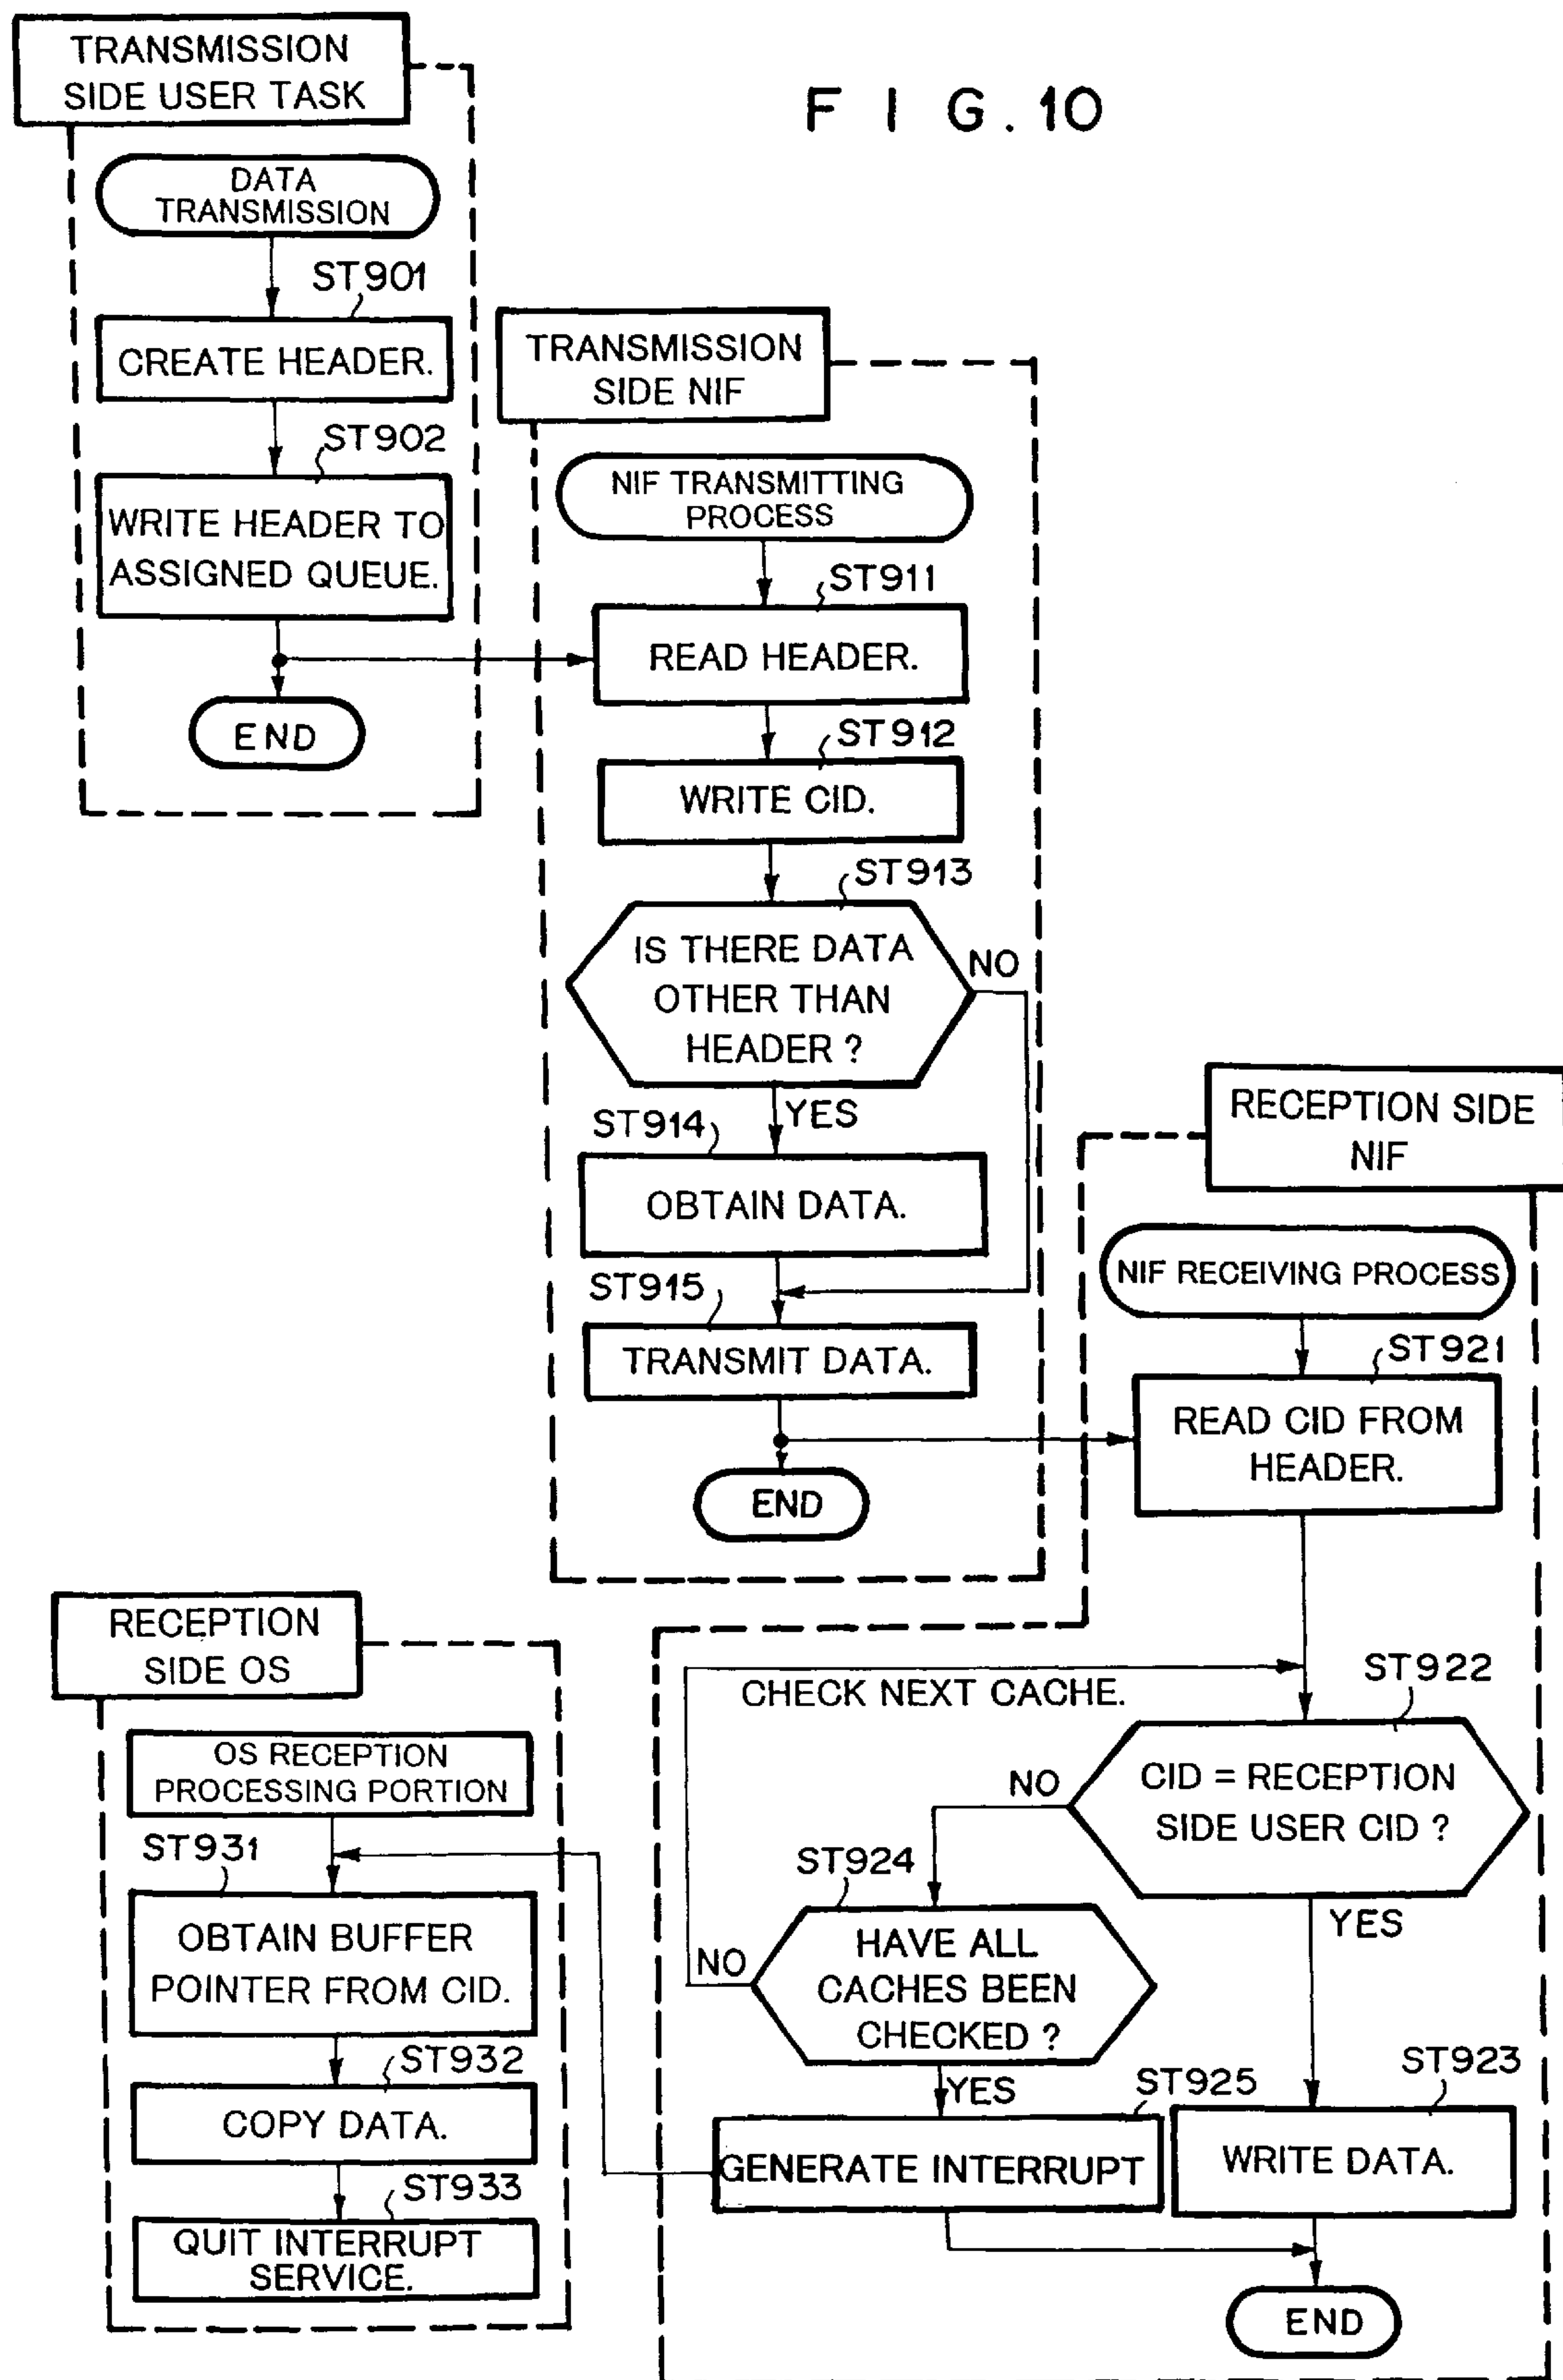 FIG.10
TRANSMISSION
SIDE USER TASK
DATA
TRANSMISSION
ST901
CREATE HEADER.
ST902
WRITE HEADER TO
ASSIGNED QUEUE.
END
TRANSMISSION
SIDE NIF
NIF TRANSMITTING
PROCESS
ST911
READ HEADER.
ST912
WRITE CID.
ST913
IS THERE DATA
OTHER THAN
HEADER ?
NO
YES
ST914
OBTAIN DATA.
ST915
TRANSMIT DATA.
END
RECEPTION SIDE
NIF
NIF RECEIVING PROCESS
ST921
READ CID FROM
HEADER.
CHECK NEXT CACHE.
ST922
CID = RECEPTION
SIDE USER CID ?
NO
YES
ST924
HAVE ALL
CACHES BEEN
CHECKED ?
NO
YES
ST925
GENERATE INTERRUPT
ST923
WRITE DATA.
END
RECEPTION
SIDE OS
OS RECEPTION
PROCESSING PORTION
ST931
OBTAIN BUFFER
POINTER FROM CID.
ST932
COPY DATA.
ST933
QUIT INTERRUPT
SERVICE.